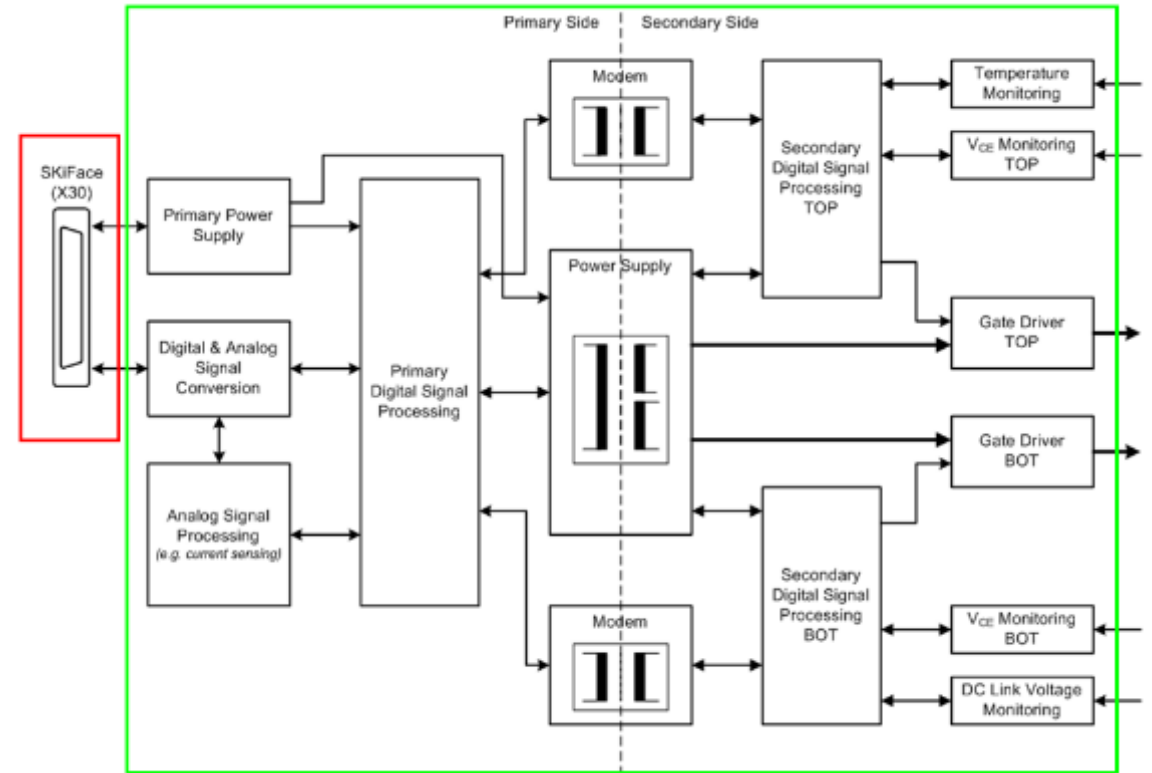 Primary Side
Secondary Side
SKiFace
(X30)
Primary Power
Supply
Digital & Analog
Signal
Conversion
Analog Signal
Processing
(e.g. current sensing)
Primary
Digital Signal
Processing
Modem
Power Supply
Modem
Secondary
Digital Signal
Processing
TOP
Secondary
Digital Signal
Processing
BOT
Temperature
Monitoring
VCE Monitoring
TOP
Gate Driver
TOP
Gate Driver
BOT
VCE Monitoring
BOT
DC Link Voltage
Monitoring